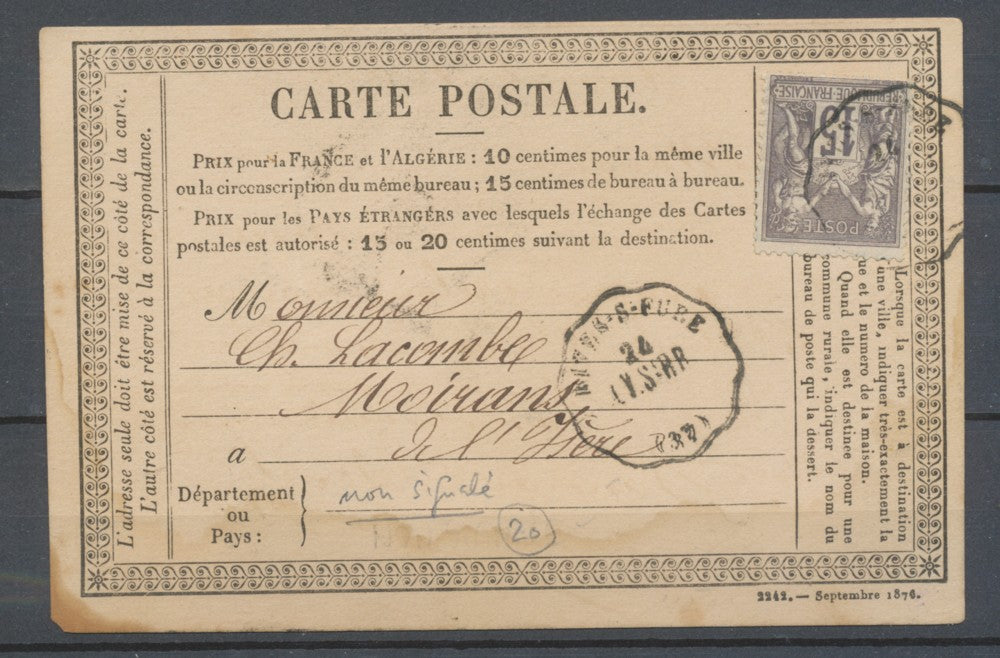 CARTE POSTALE.
PRIX pour la FRANCE et l'ALGÉRIE : 10 centimes pour la même ville
ou la circonscription du même bureau ; 15 centimes de bureau à bureau.
PRIX pour les PAYS ÉTRANGERS avec lesquels l'échange des Cartes
postales est autorisé : 15 ou 20 centimes suivant la destination.
Monsieur
Ch. Lacombe
Moirans
a de l'Isère
Département
ou
Pays :
non signalé
20
L'adresse seule doit être mise de ce côté de la carte.
L'autre côté est réservé à la correspondance.
Lorsque la carte est à destination
une ville, indiquer très-exactement la
ue et le numéro de la maison.
Quand elle est destinée pour une
commune rurale, indiquer le nom du
bureau de poste qui la dessert.
REPUBLIQUE FRANÇAISE
15
POSTE
S-FURE
24
(38)
2242. — Septembre 1876.